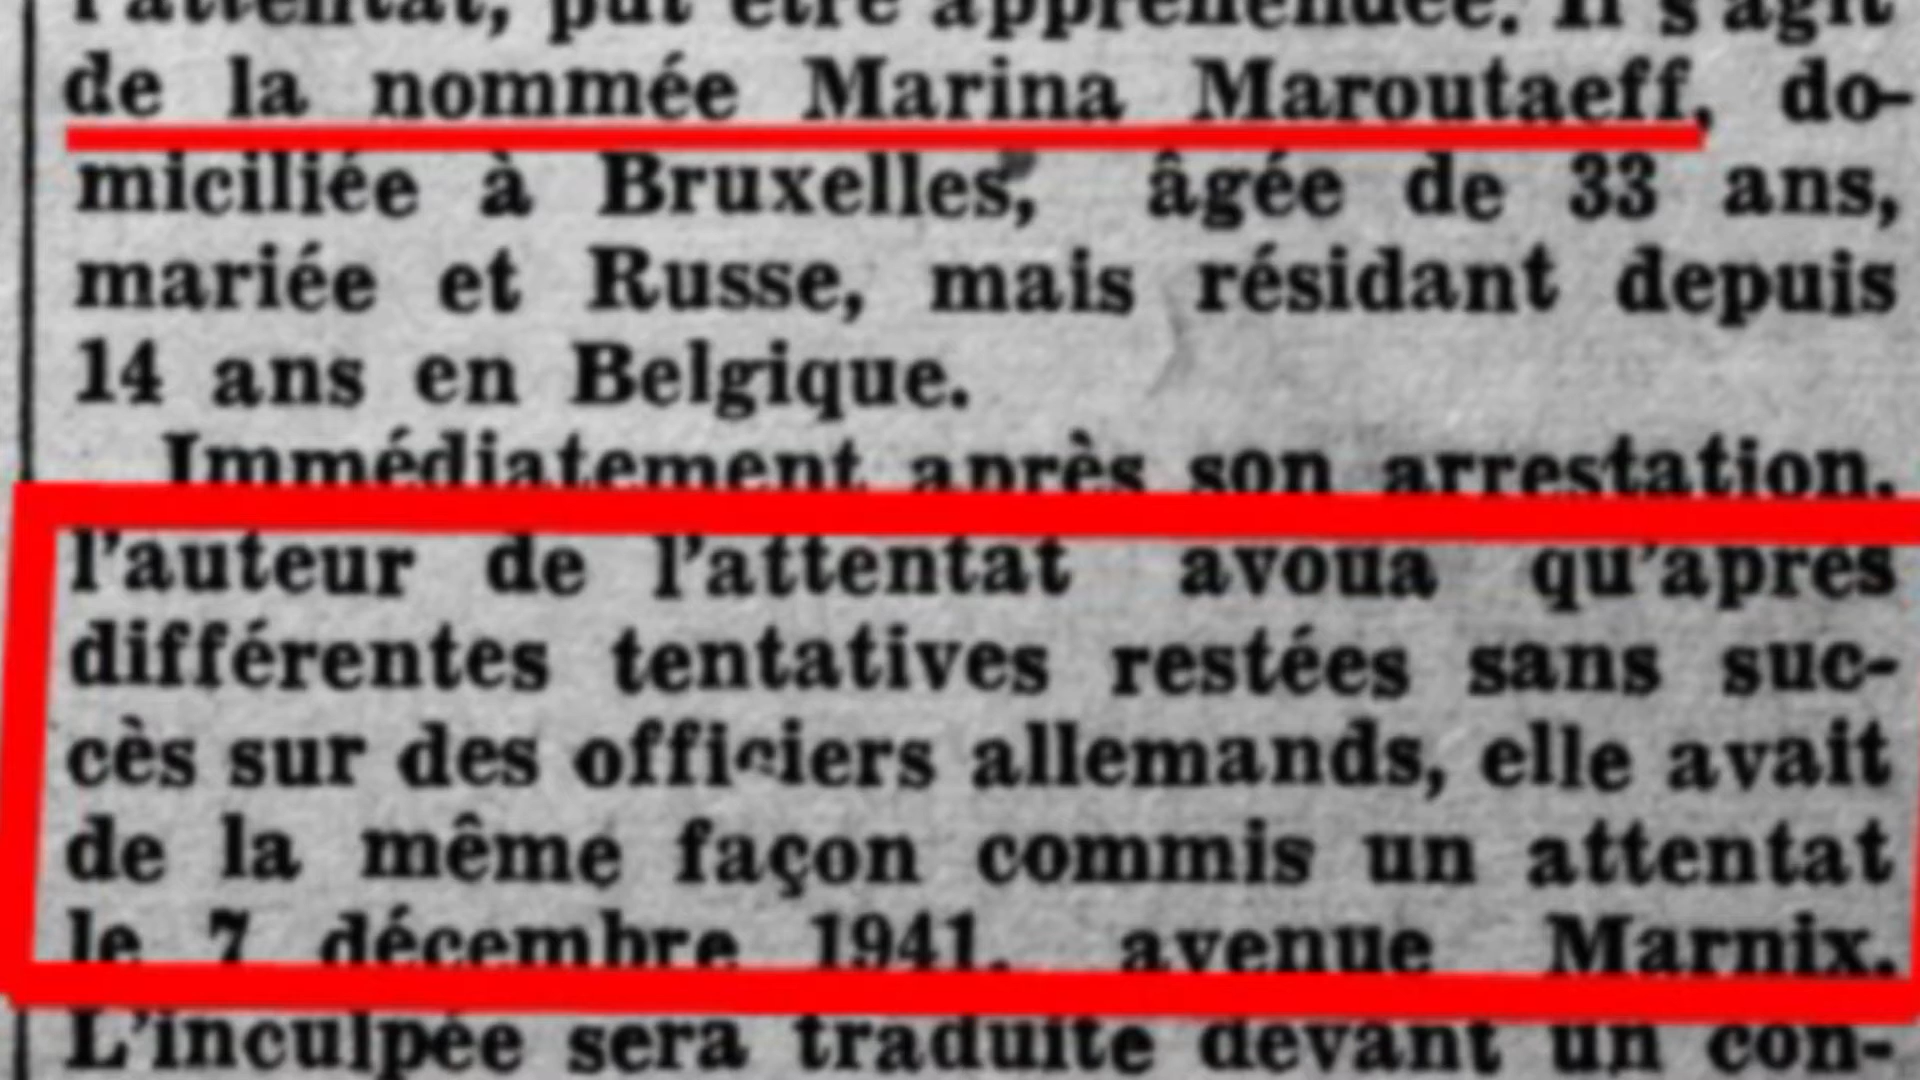 l'attentat, put être appréhendée. Il s'agit
de la nommée Marina Maroutaeff, do-
miciliée à Bruxelles, âgée de 33 ans,
mariée et Russe, mais résidant depuis
14 ans en Belgique.
Immédiatement après son arrestation,
l'auteur de l'attentat avoua qu'après
différentes tentatives restées sans suc-
cès sur des officiers allemands, elle avait
de la même façon commis un attentat
le 7 décembre 1941, avenue Marnix.
L'inculpée sera traduite devant un con-